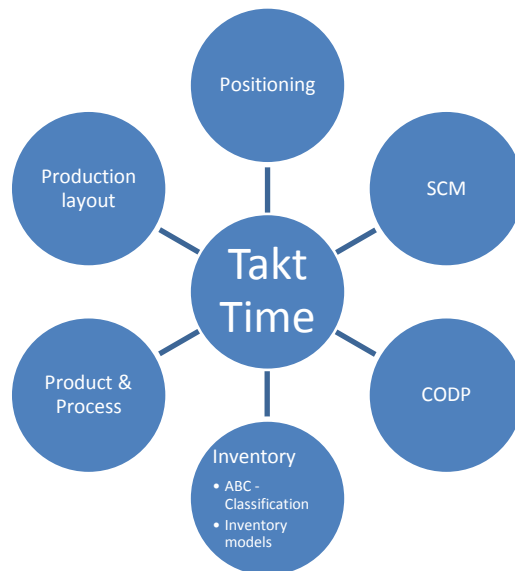 Positioning
Production
layout
SCM
Takt
Time
Product &
Process
CODP
Inventory
• ABC -
Classification
• Inventory
models